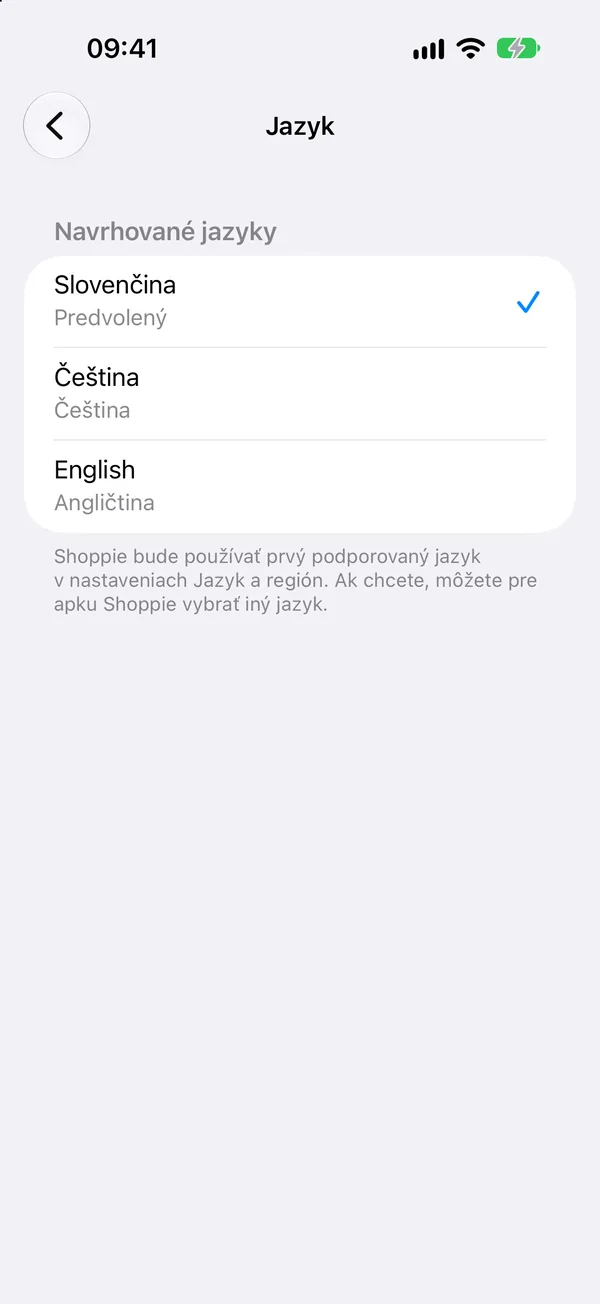 09:41
Jazyk
Navrhované jazyky
Slovenčina
Predvolený
Čeština
Čeština
English
Angličtina
Shoppie bude používať prvý podporovaný jazyk
v nastaveniach Jazyk a región. Ak chcete, môžete pre
apku Shoppie vybrať iný jazyk.